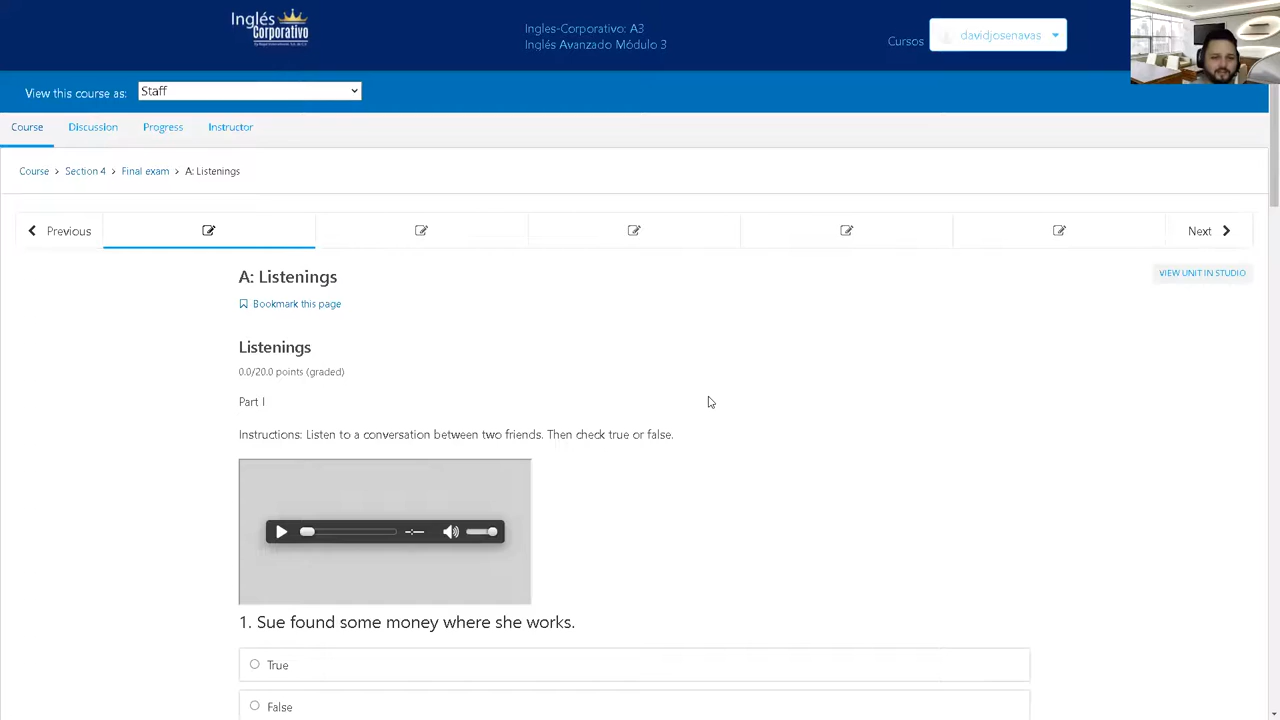 Inglés
Corporativo
Ingles-Corporativo: A3
Inglés Avanzado Módulo 3
Cursos
davidjosenavas
View this course as:
Staff
Course
Discussion
Progress
Instructor
Course > Section 4 > Final exam > A: Listenings
Previous
Next
A: Listenings
VIEW UNIT IN STUDIO
Bookmark this page
Listenings
0.0/20.0 points (graded)
Part I
Instructions: Listen to a conversation between two friends. Then check true or false.
1. Sue found some money where she works.
True
False